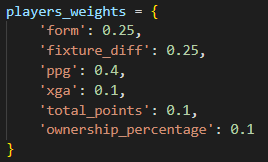 players_weights = {
    'form': 0.25,
    'fixture_diff': 0.25,
    'ppg': 0.4,
    'xga': 0.1,
    'total_points': 0.1,
    'ownership_percentage': 0.1
}